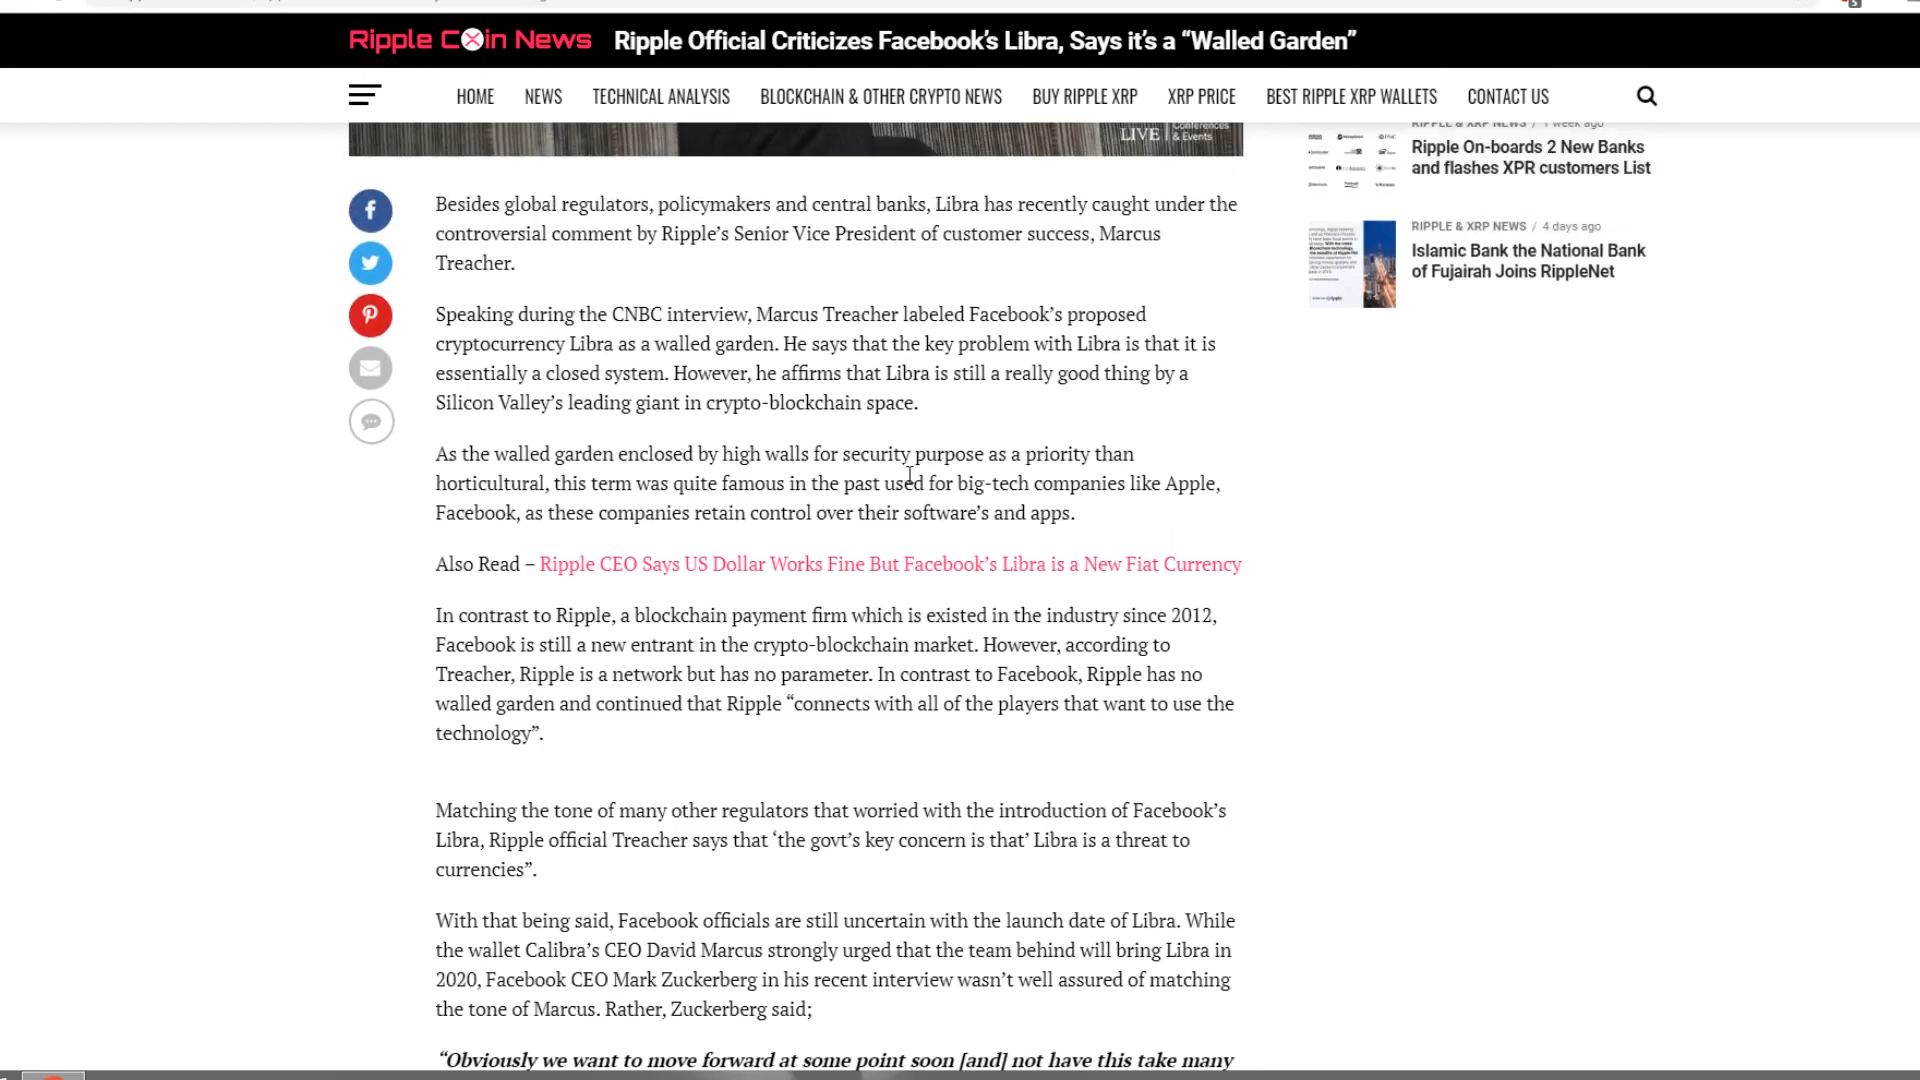 Ripple Coin News Ripple Official Criticizes Facebook’s Libra, Says it’s a “Walled Garden”
HOME NEWS TECHNICAL ANALYSIS BLOCKCHAIN & OTHER CRYPTO NEWS BUY RIPPLE XRP XRP PRICE BEST RIPPLE XRP WALLETS CONTACT US
LIVE Conferences & Events
Besides global regulators, policymakers and central banks, Libra has recently caught under the
controversial comment by Ripple’s Senior Vice President of customer success, Marcus
Treacher.
Speaking during the CNBC interview, Marcus Treacher labeled Facebook’s proposed
cryptocurrency Libra as a walled garden. He says that the key problem with Libra is that it is
essentially a closed system. However, he affirms that Libra is still a really good thing by a
Silicon Valley’s leading giant in crypto-blockchain space.
As the walled garden enclosed by high walls for security purpose as a priority than
horticultural, this term was quite famous in the past used for big-tech companies like Apple,
Facebook, as these companies retain control over their software’s and apps.
Also Read – Ripple CEO Says US Dollar Works Fine But Facebook’s Libra is a New Fiat Currency
In contrast to Ripple, a blockchain payment firm which is existed in the industry since 2012,
Facebook is still a new entrant in the crypto-blockchain market. However, according to
Treacher, Ripple is a network but has no parameter. In contrast to Facebook, Ripple has no
walled garden and continued that Ripple “connects with all of the players that want to use the
technology”.
Matching the tone of many other regulators that worried with the introduction of Facebook’s
Libra, Ripple official Treacher says that ‘the govt’s key concern is that’ Libra is a threat to
currencies”.
With that being said, Facebook officials are still uncertain with the launch date of Libra. While
the wallet Calibra’s CEO David Marcus strongly urged that the team behind will bring Libra in
2020, Facebook CEO Mark Zuckerberg in his recent interview wasn’t well assured of matching
the tone of Marcus. Rather, Zuckerberg said;
“Obviously we want to move forward at some point soon [and] not have this take many
RIPPLE & XRP NEWS / 1 week ago
Ripple On-boards 2 New Banks
and flashes XPR customers List
RIPPLE & XRP NEWS / 4 days ago
Islamic Bank the National Bank
of Fujairah Joins RippleNet